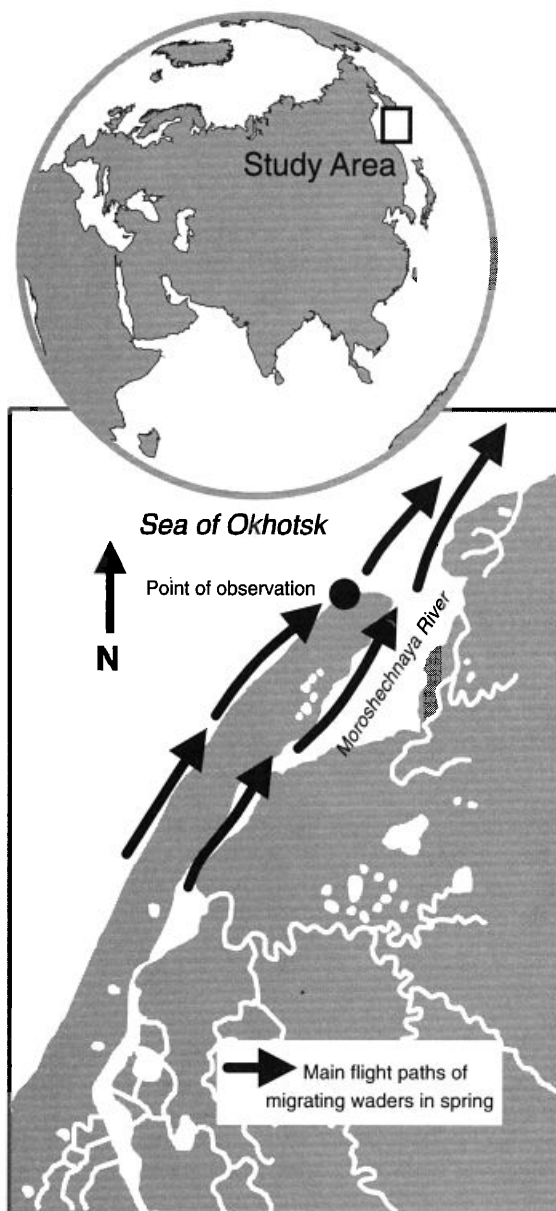 Study Area
Sea of Okhotsk
Point of observation
N
Moroshechnaya River
Main flight paths of
migrating waders in spring